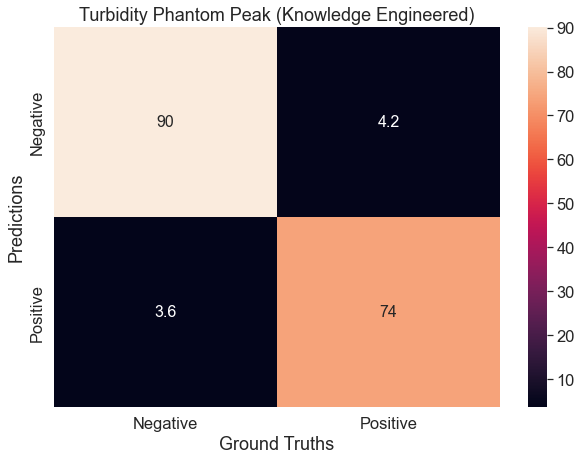 Turbidity Phantom Peak (Knowledge Engineered)
Predictions
Negative
Positive
90
4.2
3.6
74
Negative
Positive
Ground Truths
90
80
70
60
50
40
30
20
10